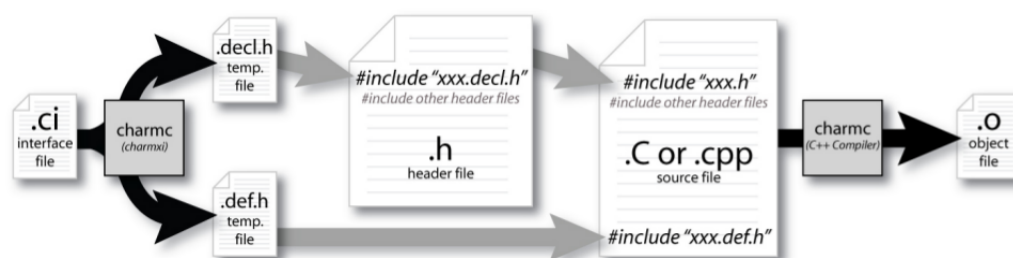 .ci
interface
file
charmc
(charmxi)
.decl.h
temp.
file
.def.h
temp.
file
#include “xxx.decl.h”
#include other header files
.h
header file
#include “xxx.h”
#include other header files
.C or .cpp
source file
#include “xxx.def.h”
charmc
(C++ Compiler)
.o
object
file